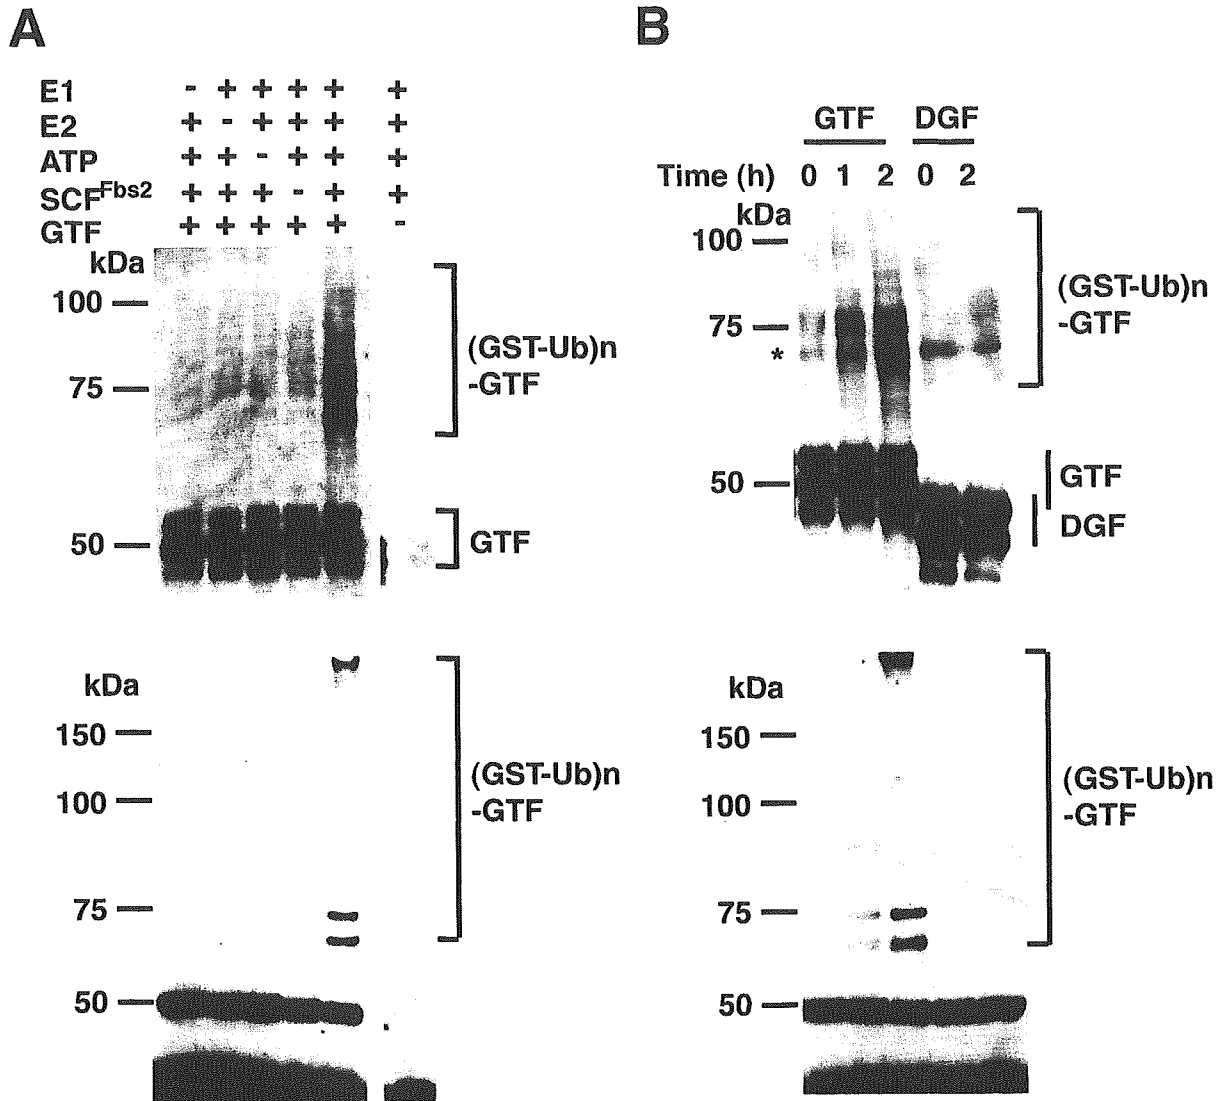 A
E1 - + + + + +
E2 + - + + + +
ATP + + - + + +
SCFFbs2 + + + - + +
GTF + + + + + -
kDa
100
75
50
(GST-Ub)n
-GTF
GTF
kDa
150
100
75
50
(GST-Ub)n
-GTF
B
GTF DGF
Time (h) 0 1 2 0 2
kDa
100
75
*
50
(GST-Ub)n
-GTF
GTF
DGF
kDa
150
100
75
50
(GST-Ub)n
-GTF